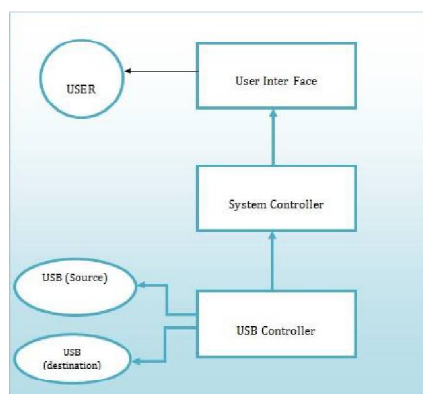 User Inter Face
USER
System Controller
USB (Source)
USB Controller
USB
(destination)